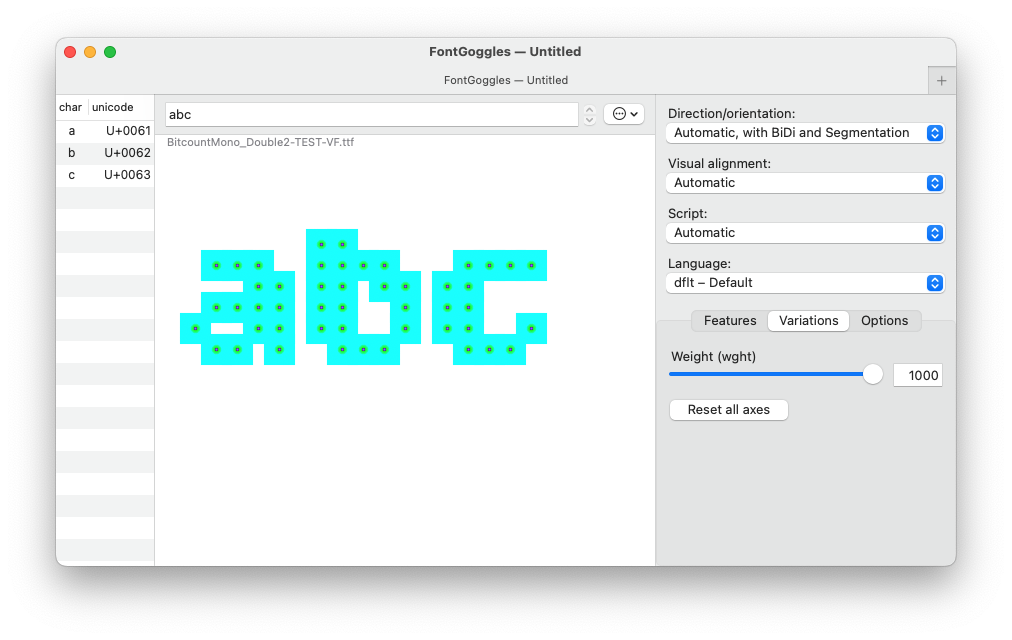 FontGoggles — Untitled
FontGoggles — Untitled
+
char unicode
a U+0061
b U+0062
c U+0063
abc
BitcountMono_Double2-TEST-VF.ttf
abc
Direction/orientation:
Automatic, with BiDi and Segmentation
Visual alignment:
Automatic
Script:
Automatic
Language:
dflt – Default
Features Variations Options
Weight (wght)
1000
Reset all axes